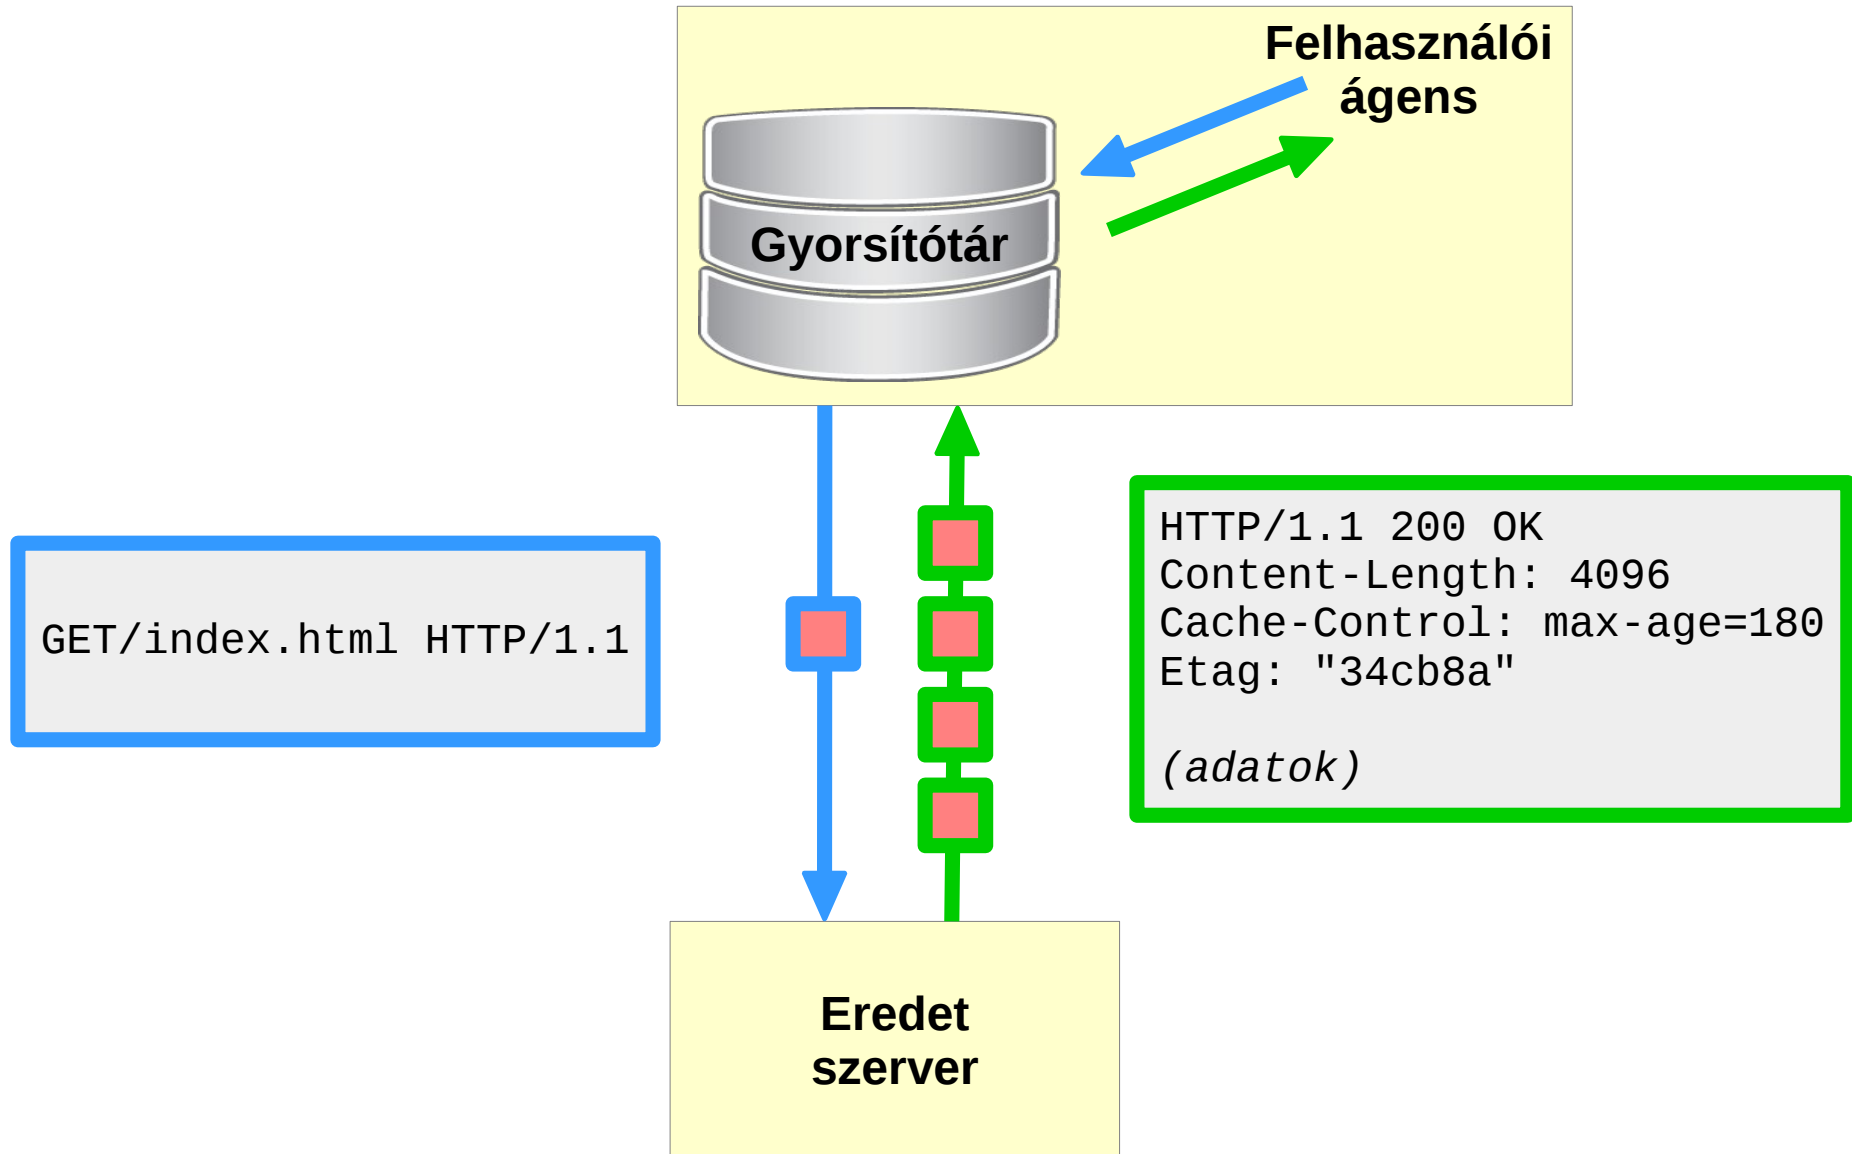 Felhasználói
ágens
Gyorsítótár
GET/index.html HTTP/1.1
HTTP/1.1 200 OK
Content-Length: 4096
Cache-Control: max-age=180
Etag: "34cb8a"
(adatok)
Eredet
szerver